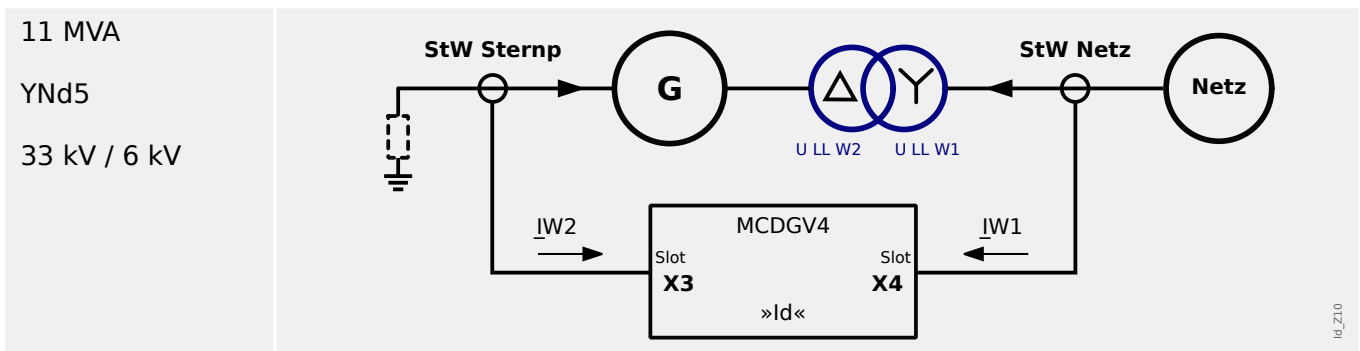 11 MVA
YNd5
33 kV / 6 kV
StW Sternp
StW Netz
G
Netz
U LL W2
U LL W1
IW2
IW1
MCDGV4
Slot
X3
Slot
X4
»Id«
Id_Z10